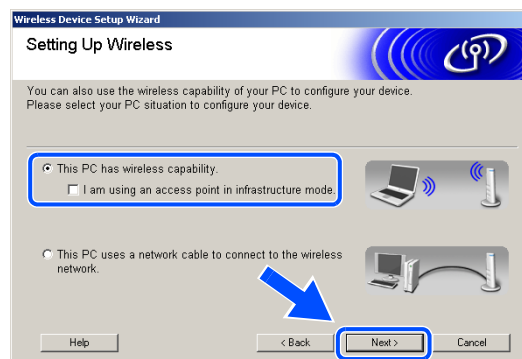 Wireless Device Setup Wizard
Setting Up Wireless
You can also use the wireless capability of your PC to configure your device.
Please select your PC situation to configure your device.
This PC has wireless capability.
I am using an access point in infrastructure mode.
This PC uses a network cable to connect to the wireless
network.
Help < Back Next > Cancel